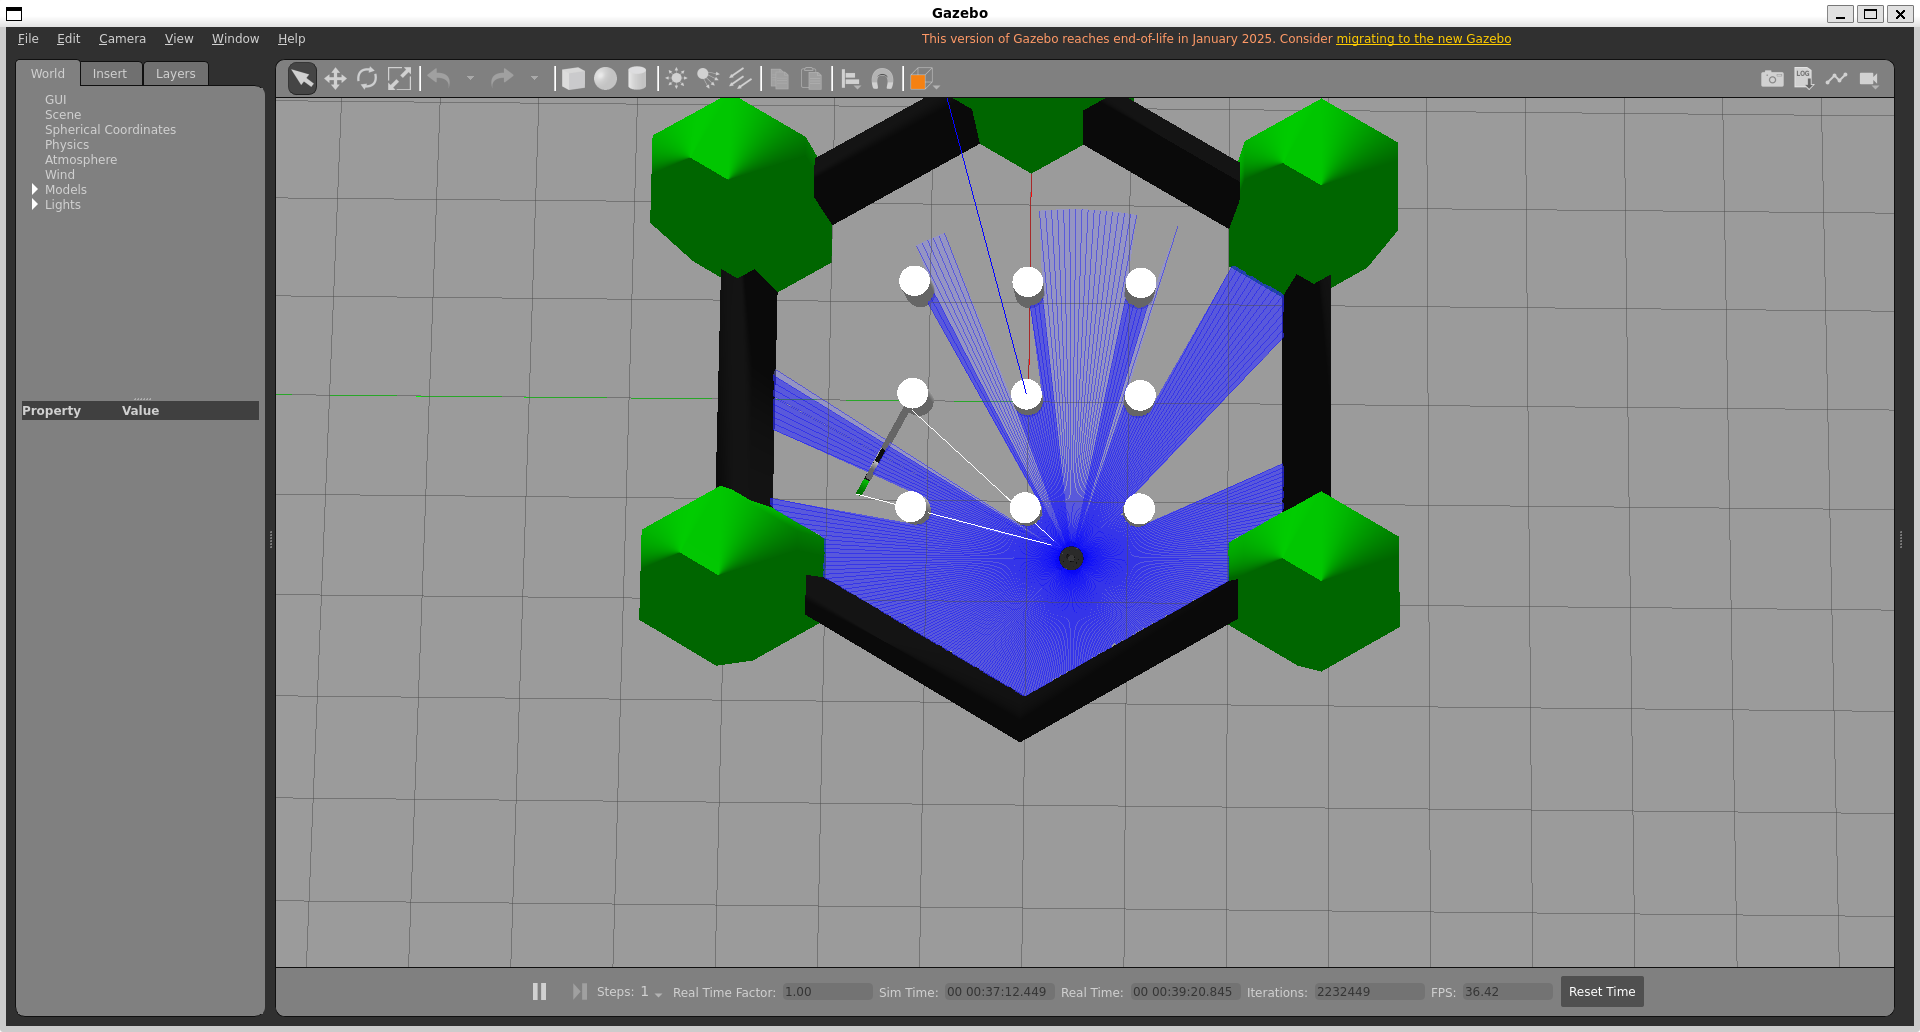 Gazebo
File Edit Camera View Window Help
This version of Gazebo reaches end-of-life in January 2025. Consider migrating to the new Gazebo
World Insert Layers
LOG
GUI
Scene
Spherical Coordinates
Physics
Atmosphere
Wind
Models
Lights
Property Value
Steps: 1 Real Time Factor: 1.00 Sim Time: 00 00:37:12.449 Real Time: 00 00:39:20.845 Iterations: 2232449 FPS: 36.42 Reset Time